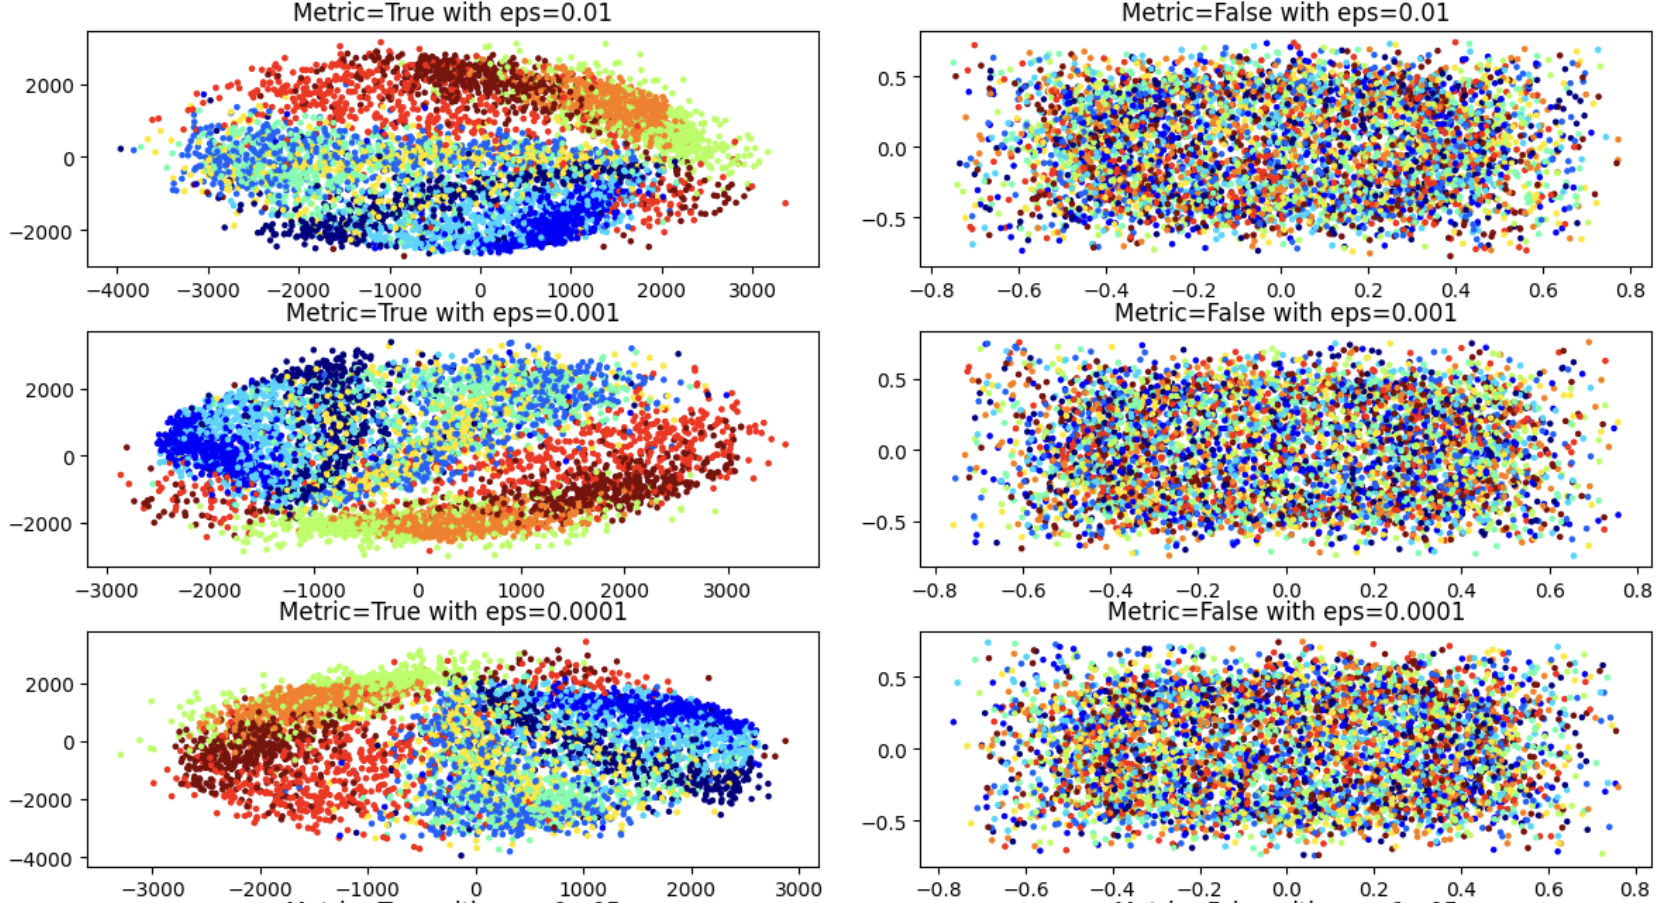 Metric=True with eps=0.01
Metric=False with eps=0.01
2000
0
−2000
0.5
0.0
−0.5
−4000 −3000 −2000 −1000 0 1000 2000 3000
−0.8 −0.6 −0.4 −0.2 0.0 0.2 0.4 0.6 0.8
Metric=True with eps=0.001
Metric=False with eps=0.001
2000
0
−2000
0.5
0.0
−0.5
−3000 −2000 −1000 0 1000 2000 3000
−0.8 −0.6 −0.4 −0.2 0.0 0.2 0.4 0.6 0.8
Metric=True with eps=0.0001
Metric=False with eps=0.0001
2000
0
−2000
−4000
0.5
0.0
−0.5
−3000 −2000 −1000 0 1000 2000 3000
−0.8 −0.6 −0.4 −0.2 0.0 0.2 0.4 0.6 0.8